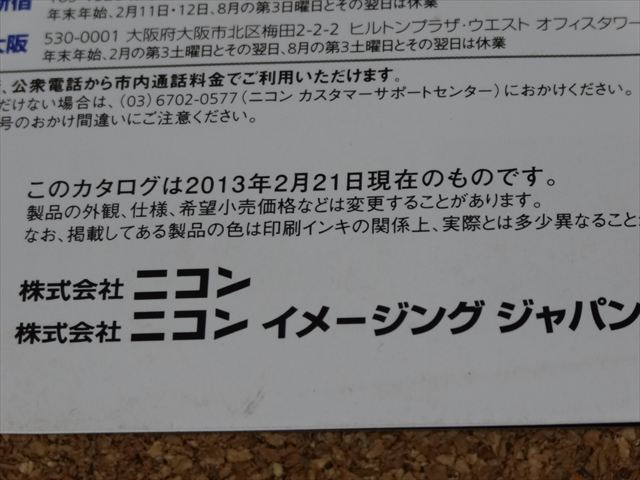 新宿
年末年始、2月11日・12日、8月の第3日曜日とその翌日は休業
大阪 530-0001 大阪府大阪市北区梅田2-2-2 ヒルトンプラザ・ウエスト オフィスタワー
年末年始、2月の第3土曜日とその翌日、8月の第3土曜日とその翌日は休業
公衆電話から市内通話料金でご利用いただけます。
だけない場合は、(03)6702-0577(ニコン カスタマーサポートセンター)におかけください。
号のおかけ間違いにご注意ください。
このカタログは2013年2月21日現在のものです。
製品の外観、仕様、希望小売価格などは変更することがあります。
なお、掲載してある製品の色は印刷インキの関係上、実際とは多少異なること
株式会社 ニコン
株式会社 ニコン イメージング ジャパン